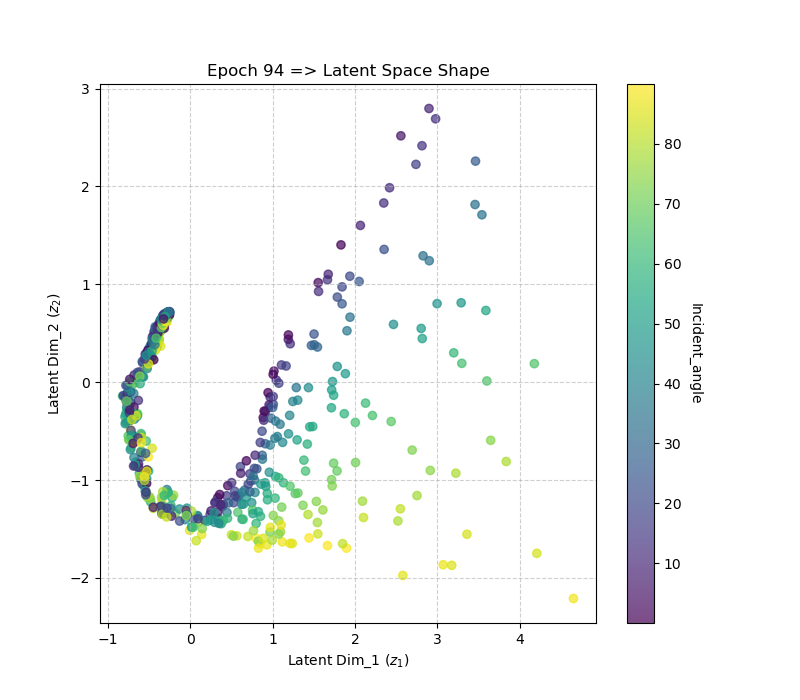 Epoch 94 => Latent Space Shape
3
2
1
0
−1
−2
Latent Dim_2 (z₂)
−1 0 1 2 3 4
Latent Dim_1 (z₁)
80
70
60
50
40
30
20
10
Incident_angle